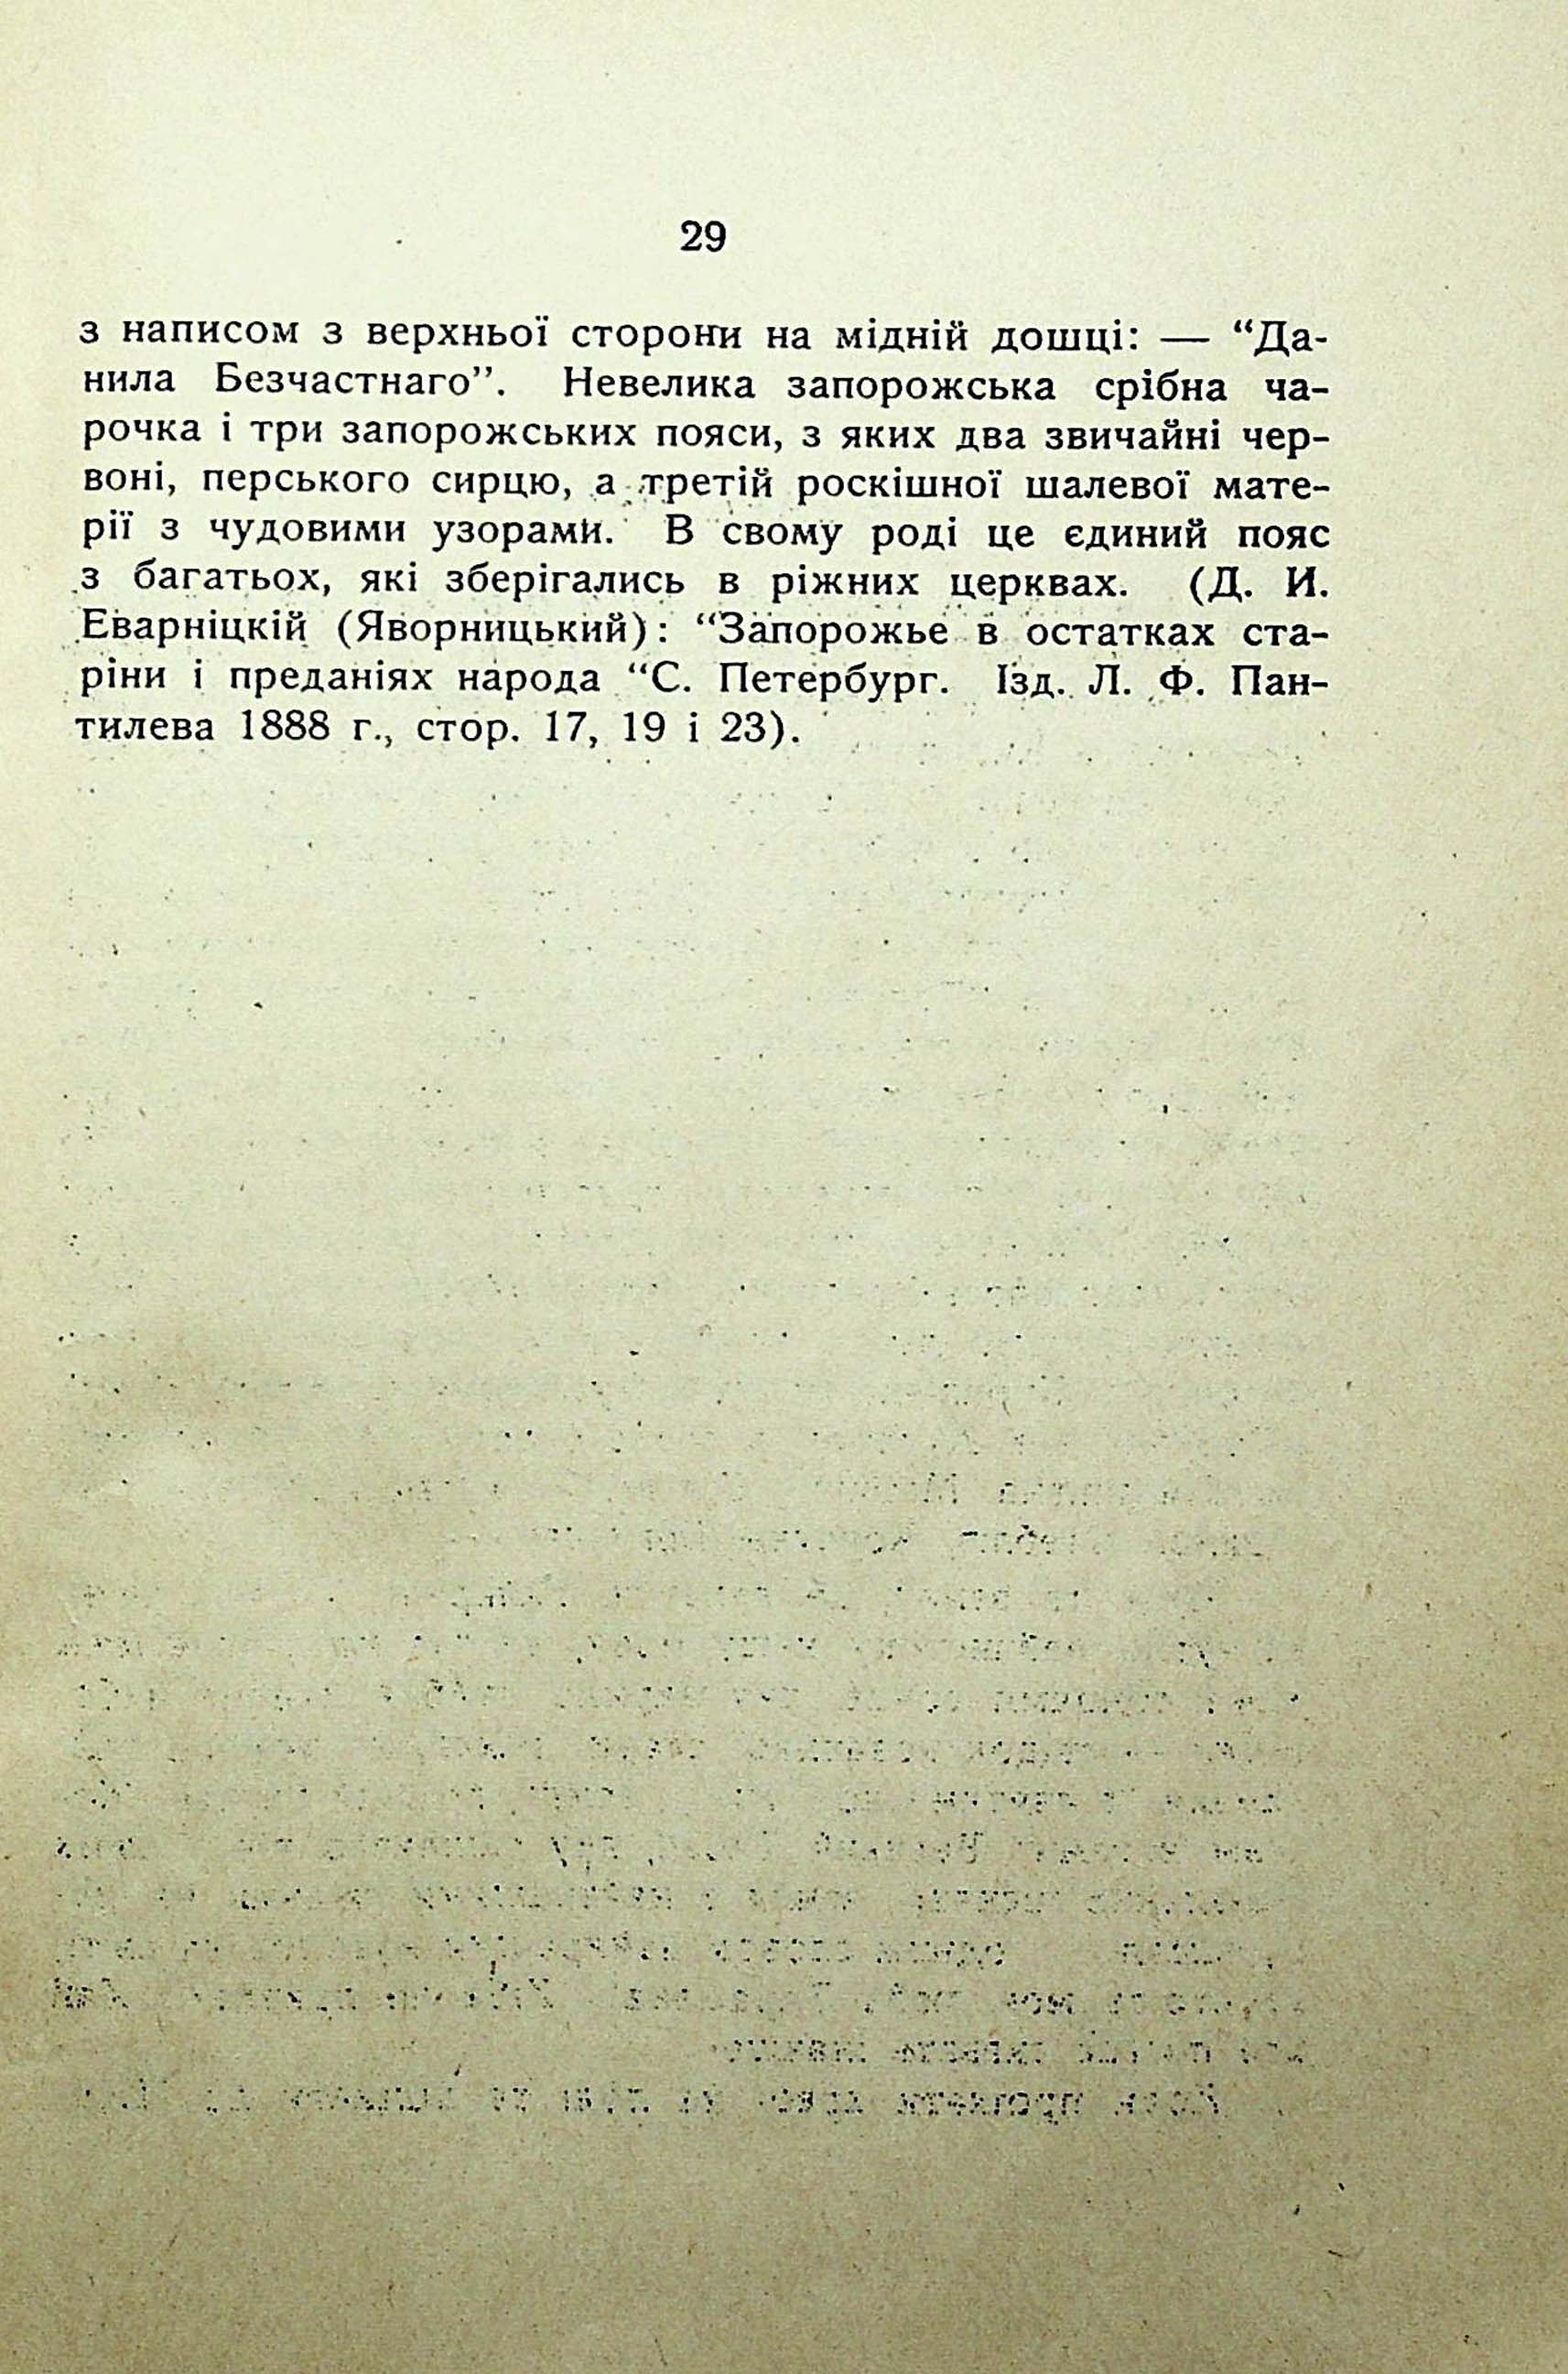 29
з написом з верхньої сторони на мідній дошці: — “Да-
нила Безчастнаго”. Невелика запорожська срібна ча-
рочка і три запорожських пояси, з яких два звичайні чер-
воні, перського сирцю, а третій роскішної шалевої мате-
рії з чудовими узорами. В свому роді це єдиний пояс
з багатьох, які зберігались в ріжних церквах. (Д. И.
Еварніцкій (Яворницький): “Запорожье в остатках ста-
ріни і преданіях народа “С. Петербург. Ізд. Л. Ф. Пан-
тилева 1888 г., стор. 17, 19 і 23).